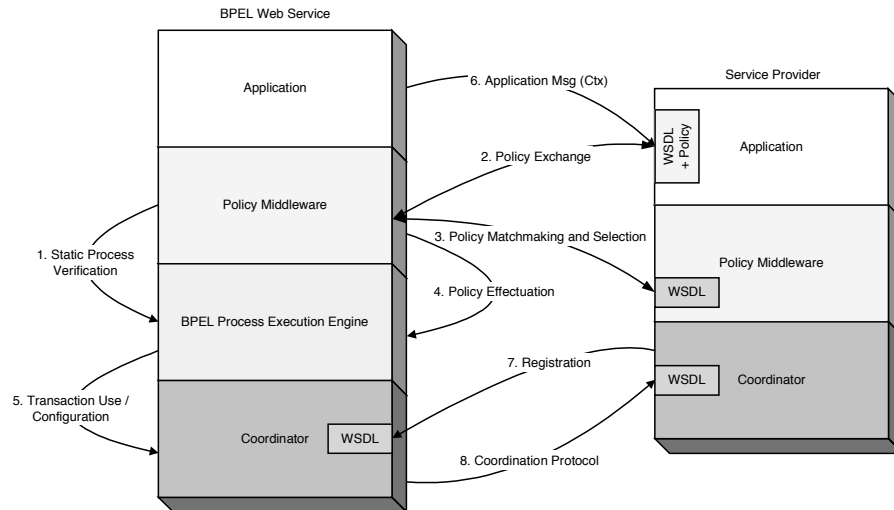 BPEL Web Service
Application
Policy Middleware
BPEL Process Execution Engine
Coordinator
WSDL
1. Static Process
Verification
5. Transaction Use /
Configuration
6. Application Msg (Ctx)
2. Policy Exchange
3. Policy Matchmaking and Selection
4. Policy Effectuation
7. Registration
8. Coordination Protocol
Service Provider
WSDL
+ Policy
Application
Policy Middleware
WSDL
WSDL
Coordinator